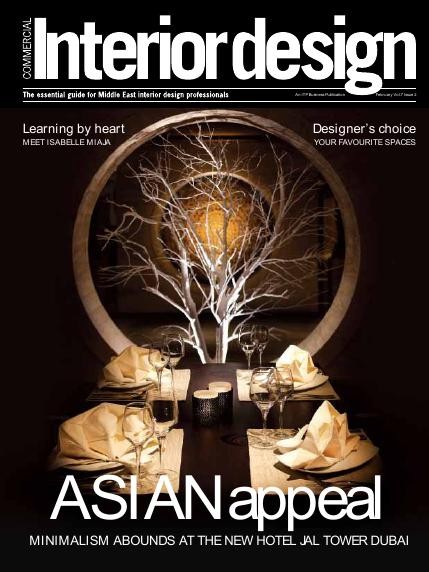 COMMERCIAL
Interior design
The essential guide for Middle East interior design professionals
An ITP Business Publication
February Vol.7 Issue 2
Learning by heart
MEET ISABELLE MIAJA
Designer's choice
YOUR FAVOURITE SPACES
ASIAN appeal
MINIMALISM ABOUNDS AT THE NEW HOTEL JAL TOWER DUBAI